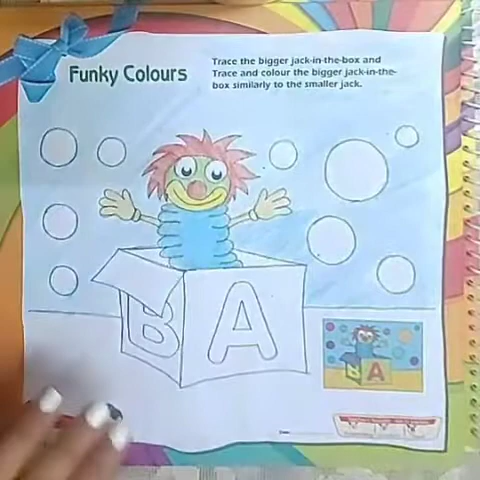 Funky Colours
Trace the bigger jack-in-the-box and
Trace and colour the bigger jack-in-the-
box similarly to the smaller jack.
B A
B A